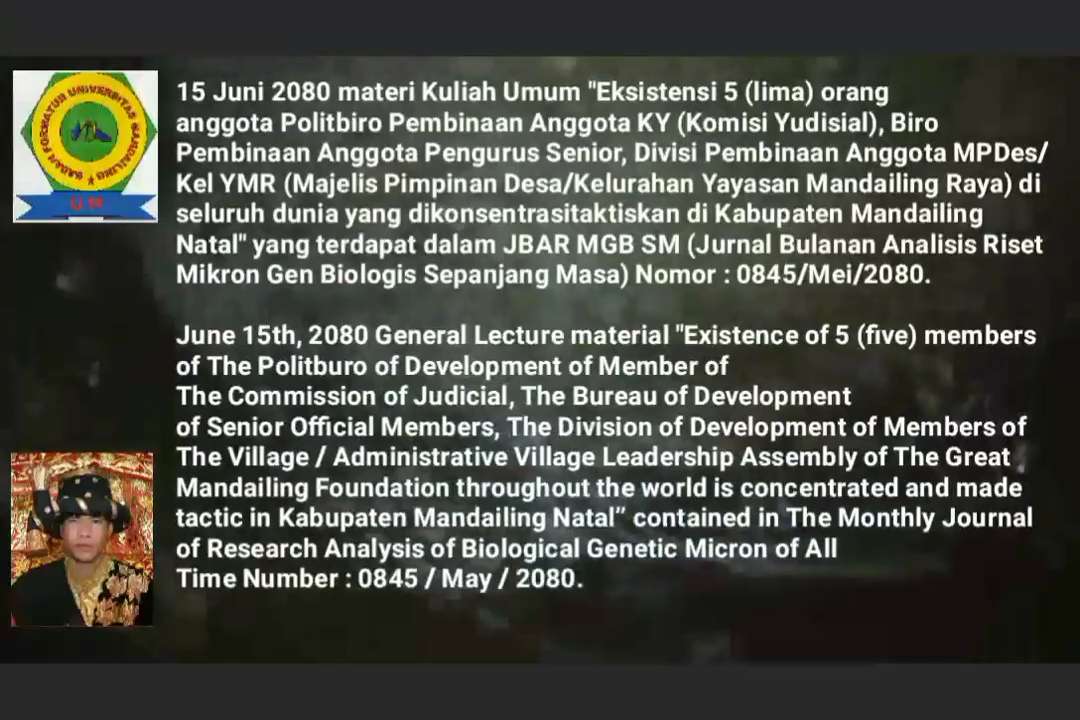 BADAN FORMATUR UNIVERSITAS MANDAILING
U M
15 Juni 2080 materi Kuliah Umum "Eksistensi 5 (lima) orang
anggota Politbiro Pembinaan Anggota KY (Komisi Yudisial), Biro
Pembinaan Anggota Pengurus Senior, Divisi Pembinaan Anggota MPDes/
Kel YMR (Majelis Pimpinan Desa/Kelurahan Yayasan Mandailing Raya) di
seluruh dunia yang dikonsentrasitaktiskan di Kabupaten Mandailing
Natal" yang terdapat dalam JBAR MGB SM (Jurnal Bulanan Analisis Riset
Mikron Gen Biologis Sepanjang Masa) Nomor : 0845/Mei/2080.
June 15th, 2080 General Lecture material "Existence of 5 (five) members
of The Politburo of Development of Member of
The Commission of Judicial, The Bureau of Development
of Senior Official Members, The Division of Development of Members of
The Village / Administrative Village Leadership Assembly of The Great
Mandailing Foundation throughout the world is concentrated and made
tactic in Kabupaten Mandailing Natal” contained in The Monthly Journal
of Research Analysis of Biological Genetic Micron of All
Time Number : 0845 / May / 2080.